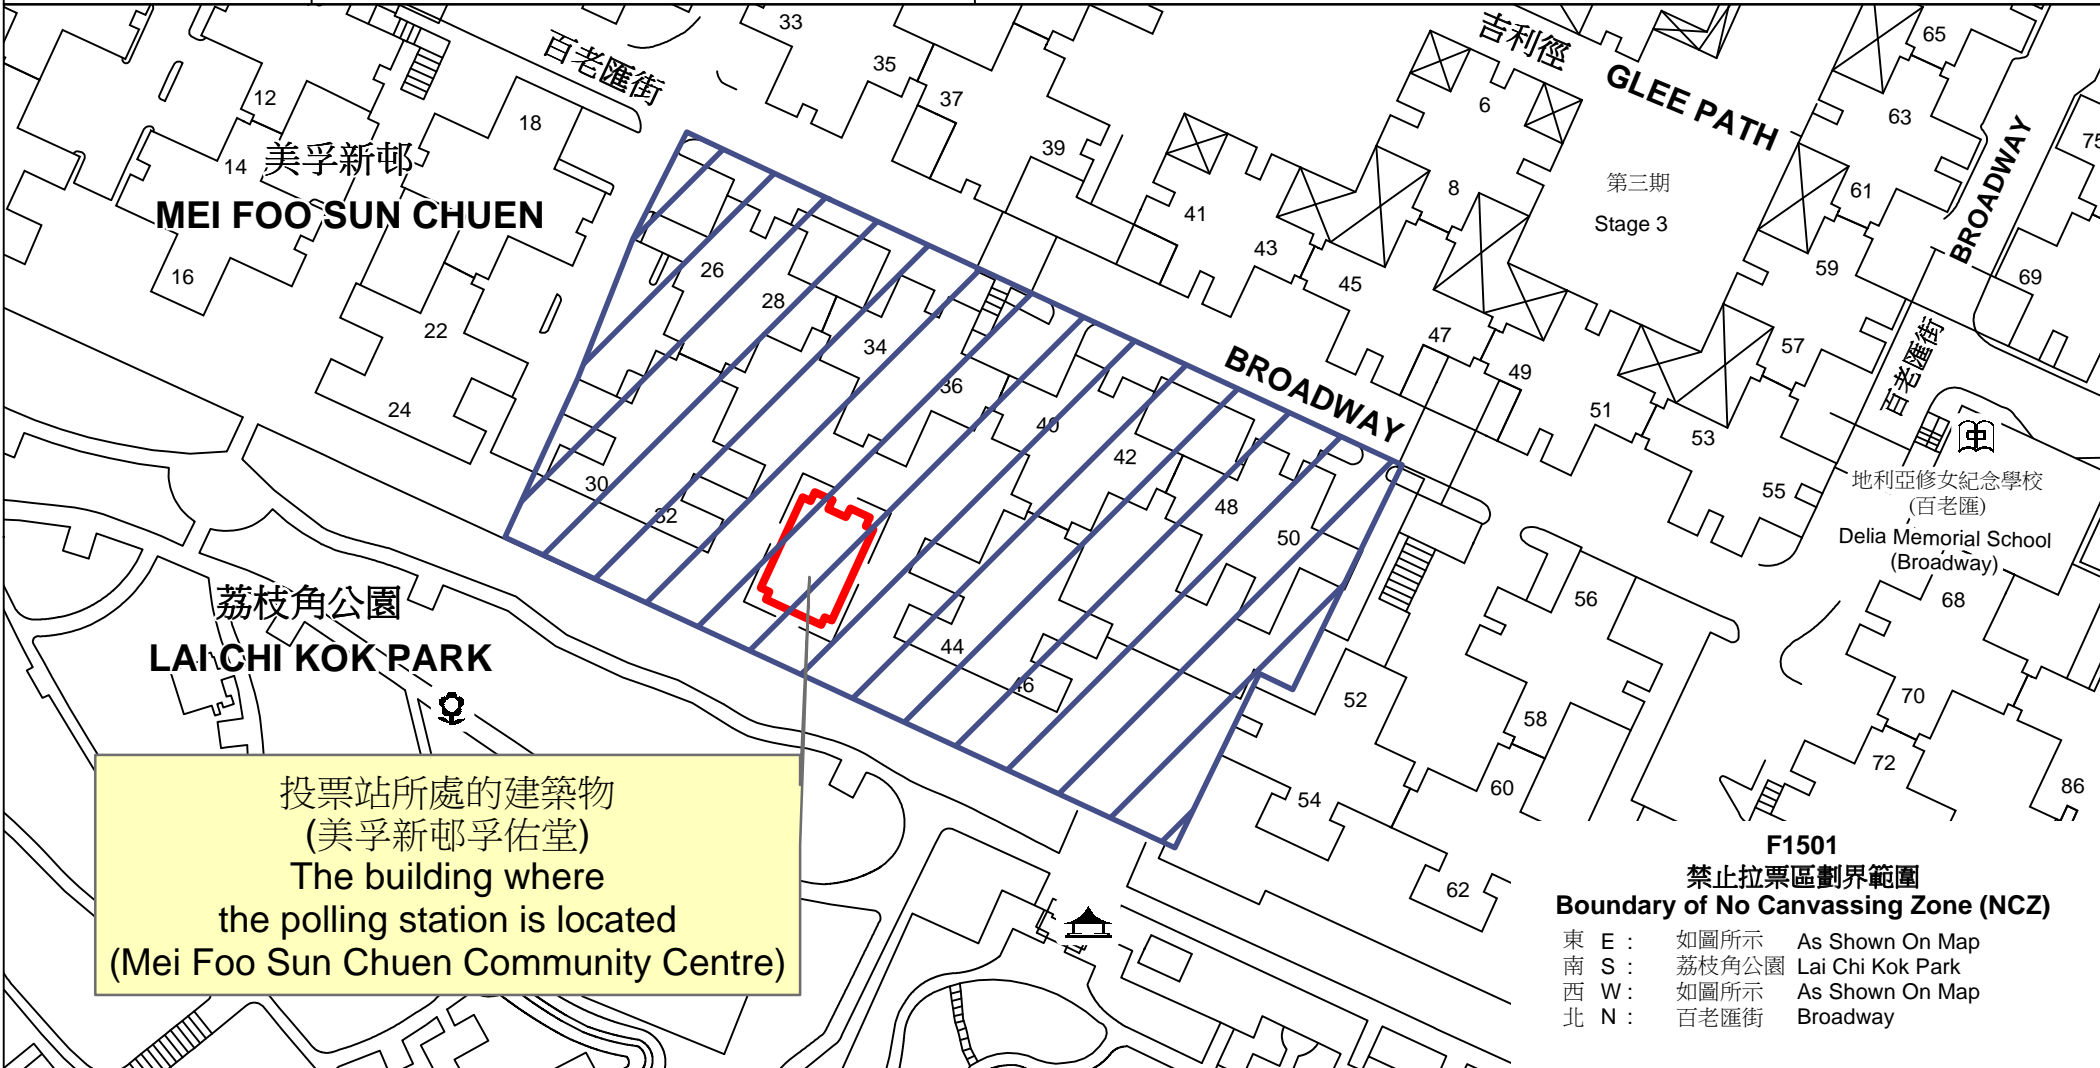 33
35
37
39
12
14
16
18
22
24
百老匯街
美孚新邨
MEI FOO SUN CHUEN
吉利徑
GLEE PATH
6
8
第三期
Stage 3
65
63
61
59
57
75
69
BROADWAY
百老匯街
41
43
45
47
49
51
53
55
26
28
34
36
40
42
48
50
30
32
44
46
BROADWAY
地利亞修女紀念學校
(百老匯)
Delia Memorial School
(Broadway)
56
68
52
58
70
54
60
72
62
86
荔枝角公園
LAI CHI KOK PARK
投票站所處的建築物
(美孚新邨孚佑堂)
The building where
the polling station is located
(Mei Foo Sun Chuen Community Centre)
F1501
禁止拉票區劃界範圍
Boundary of No Canvassing Zone (NCZ)
東 E : 如圖所示 As Shown On Map
南 S : 荔枝角公園 Lai Chi Kok Park
西 W : 如圖所示 As Shown On Map
北 N : 百老匯街 Broadway